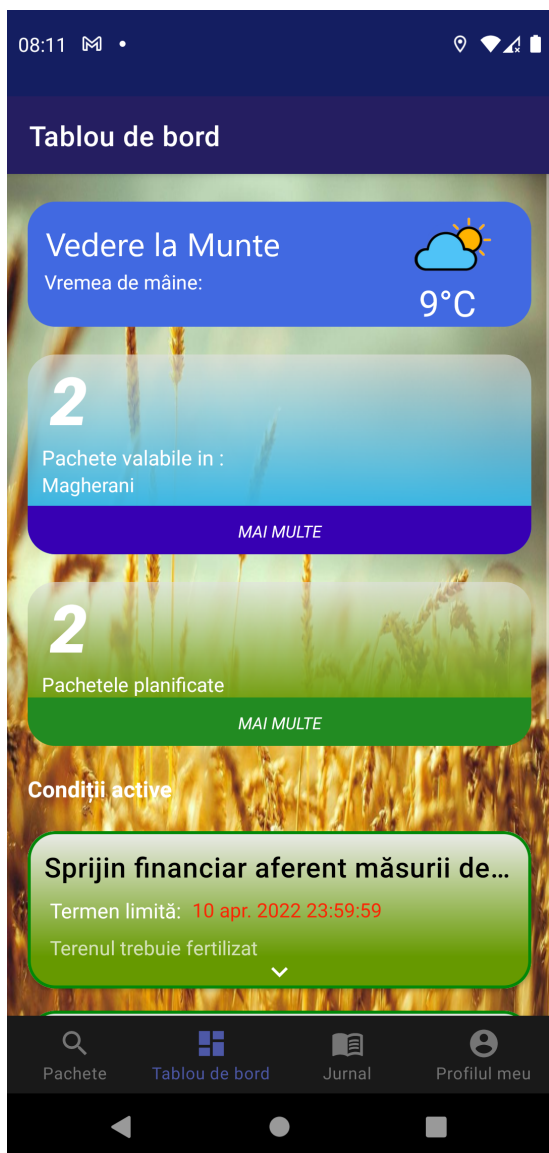 08:11
Tablou de bord
Vedere la Munte
Vremea de mâine:
9°C
2
Pachete valabile in :
Magherani
MAI MULTE
2
Pachetele planificate
MAI MULTE
Condiții active
Sprijin financiar aferent măsurii de...
Termen limită: 10 apr. 2022 23:59:59
Terenul trebuie fertilizat
Pachete Tablou de bord Jurnal Profilul meu